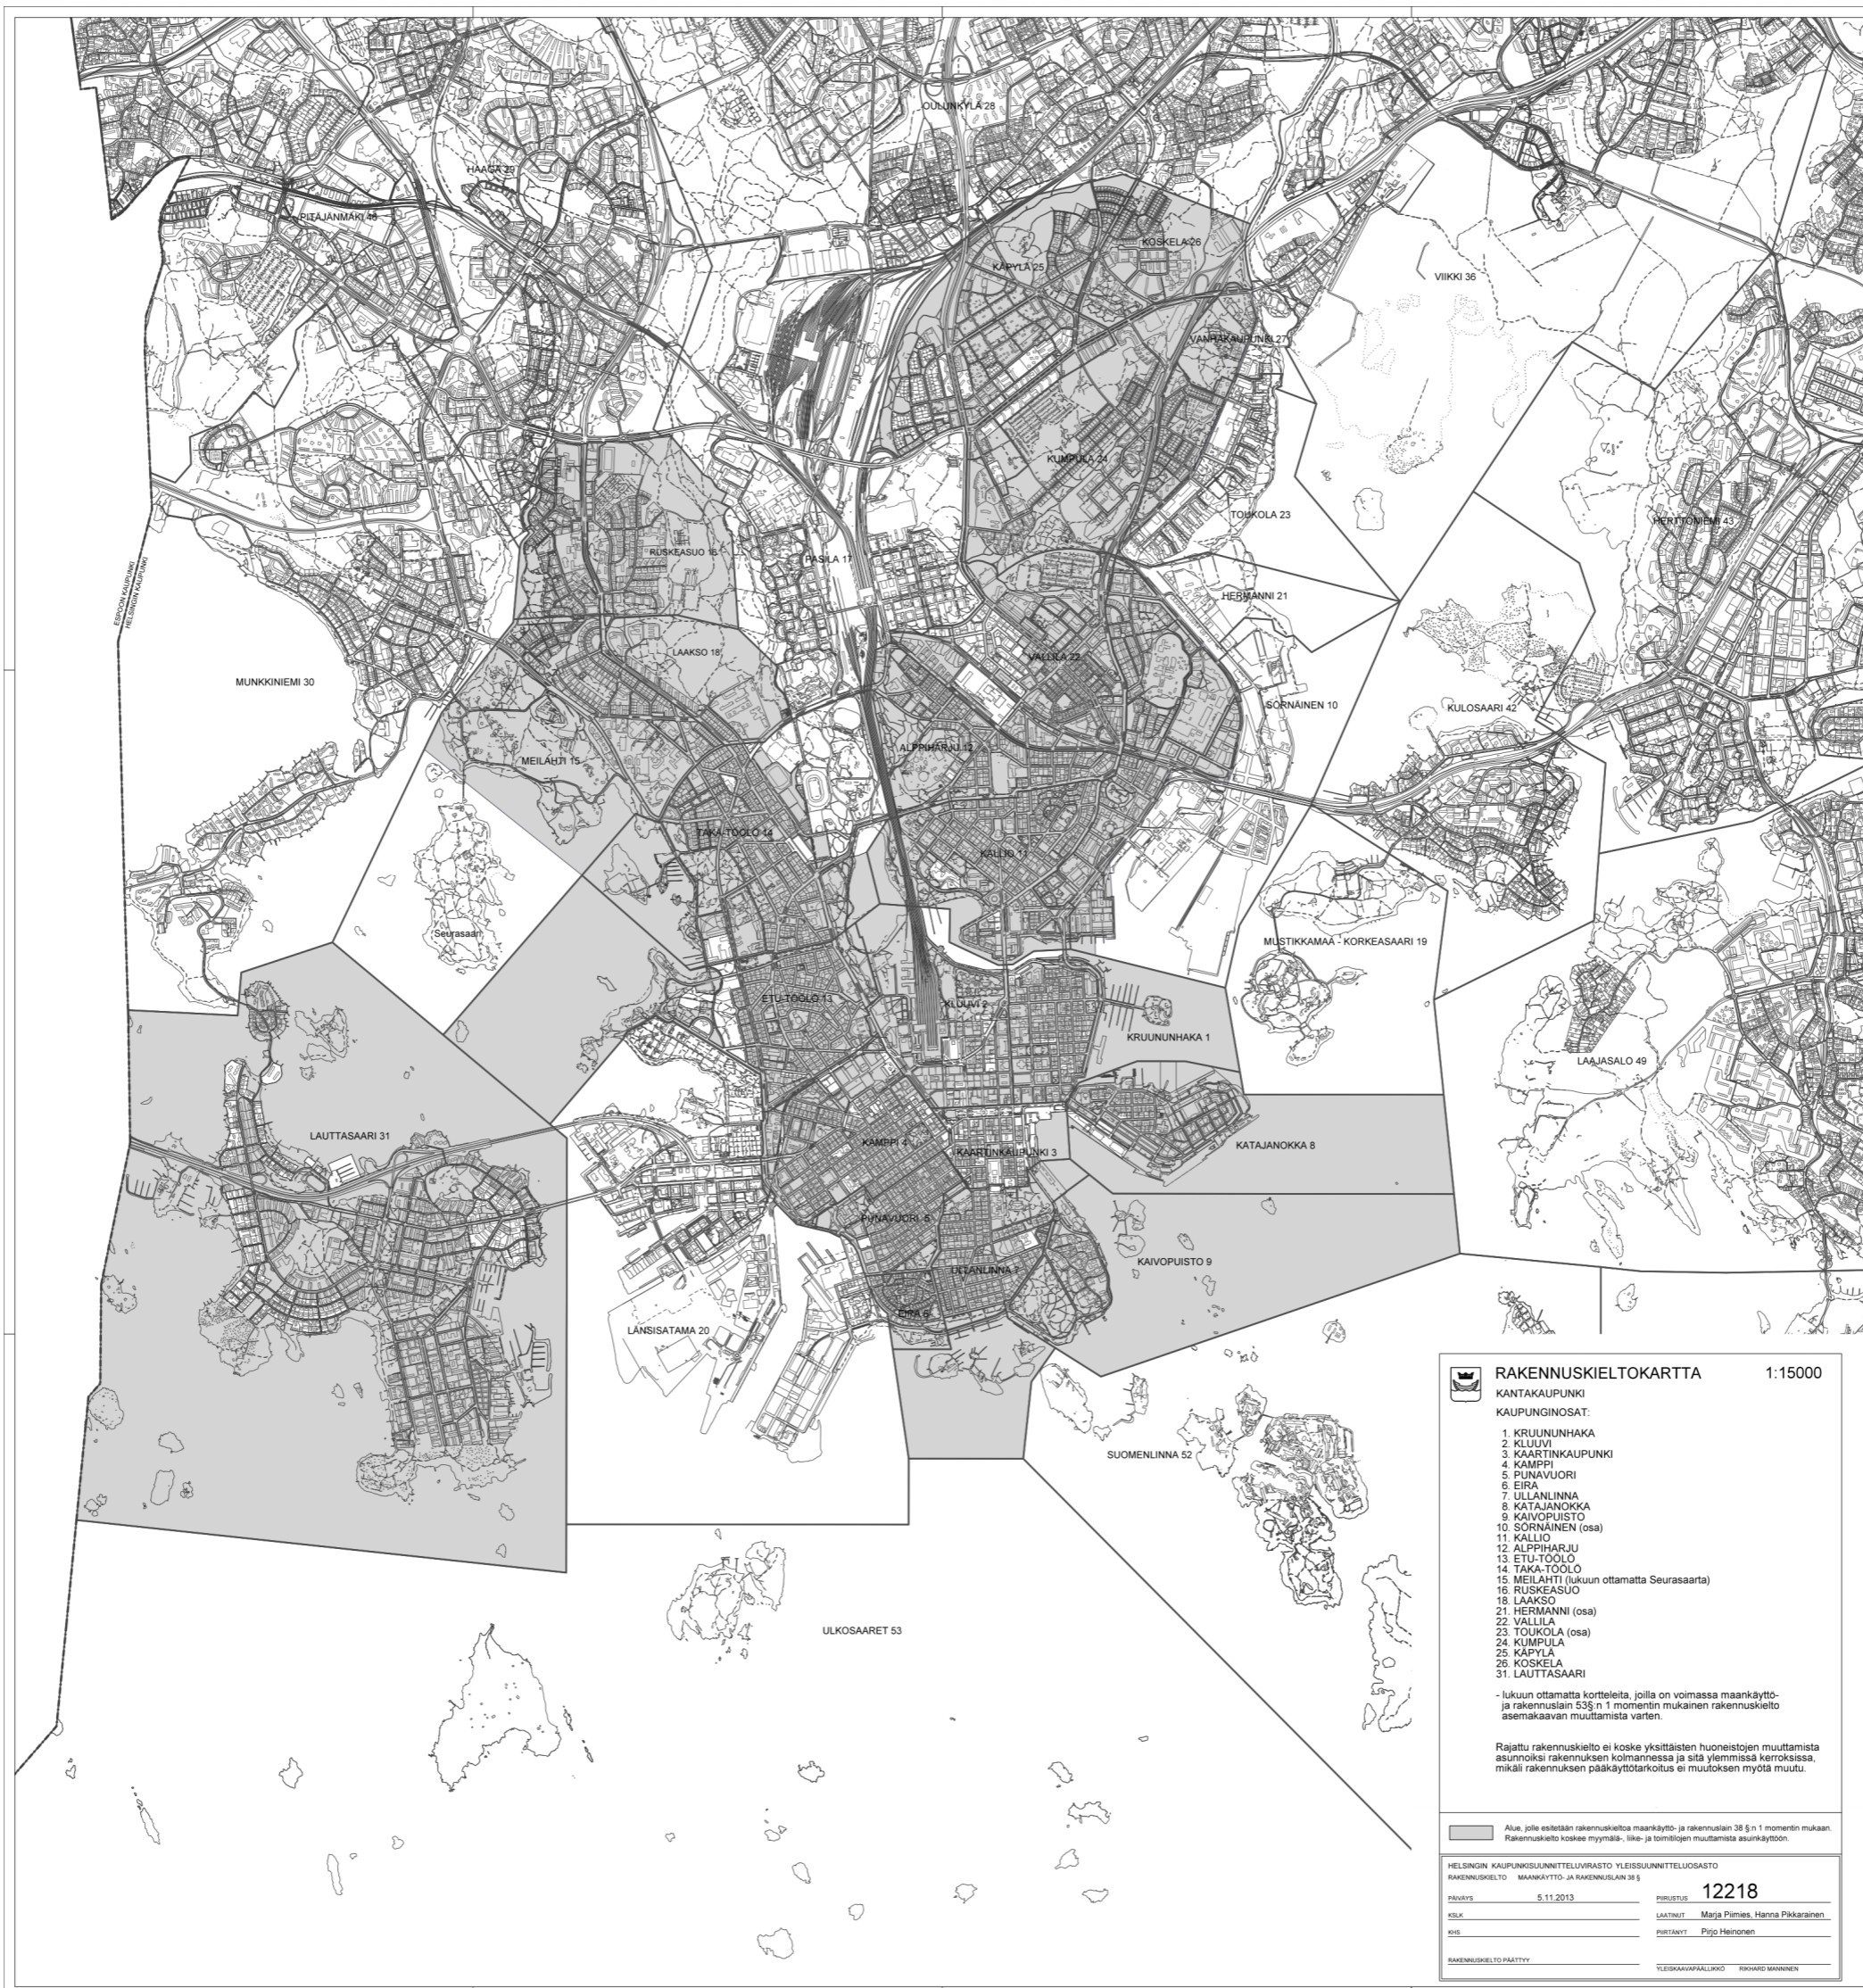 OULUNKYLÄ 28
HAAGA 29
PITÄJÄNMÄKI 46
KOSKELA 26
KÄPYLÄ 25
VIIKKI 36
VANHAKAUPUNKI 27
KUMPULA 24
TOUKOLA 23
HERTTONIEMI 43
RUSKEASUO 16
PASILA 17
ESPOON KAUPUNKI
HELSINGIN KAUPUNKI
HERMANNI 21
LAAKSO 18
VALLILA 22
MUNKKINIEMI 30
SÖRNÄINEN 10
KULOSAARI 42
ALPPIHARJU 12
MEILAHTI 15
TAKA-TÖÖLÖ 14
KALLIO 11
Seurasaari
MUSTIKKAMAA - KORKEASAARI 19
ETU-TÖÖLÖ 13
KLUUVI 2
KRUUNUNHAKA 1
LAAJASALO 49
LAUTTASAARI 31
KAMPPI 4
KAARTINKAUPUNKI 3
KATAJANOKKA 8
PUNAVUORI 5
KAIVOPUISTO 9
ULLANLINNA 7
EIRA 6
LÄNSISATAMA 20
SUOMENLINNA 52
ULKOSAARET 53
RAKENNUSKIELTOKARTTA 1:15000
KANTAKAUPUNKI
KAUPUNGINOSAT:
1. KRUUNUNHAKA
2. KLUUVI
3. KAARTINKAUPUNKI
4. KAMPPI
5. PUNAVUORI
6. EIRA
7. ULLANLINNA
8. KATAJANOKKA
9. KAIVOPUISTO
10. SÖRNÄINEN (osa)
11. KALLIO
12. ALPPIHARJU
13. ETU-TÖÖLÖ
14. TAKA-TÖÖLÖ
15. MEILAHTI (lukuun ottamatta Seurasaarta)
16. RUSKEASUO
18. LAAKSO
21. HERMANNI (osa)
22. VALLILA
23. TOUKOLA (osa)
24. KUMPULA
25. KÄPYLÄ
26. KOSKELA
31. LAUTTASAARI
- lukuun ottamatta kortteleita, joilla on voimassa maankäyttö-
ja rakennuslain 53§:n 1 momentin mukainen rakennuskielto
asemakaavan muuttamista varten.
Rajattu rakennuskielto ei koske yksittäisten huoneistojen muuttamista
asunnoiksi rakennuksen kolmannessa ja sitä ylemmissä kerroksissa,
mikäli rakennuksen pääkäyttötarkoitus ei muutoksen myötä muutu.
Alue, jolle esitetään rakennuskieltoa maankäyttö- ja rakennuslain 38 §:n 1 momentin mukaan.
Rakennuskielto koskee myymälä-, liike- ja toimitilojen muuttamista asuinkäyttöön.
HELSINGIN KAUPUNKISUUNNITTELUVIRASTO YLEISSUUNNITTELUOSASTO
RAKENNUSKIELTO MAANKÄYTTÖ- JA RAKENNUSLAIN 38 §
PÄIVÄYS 5.11.2013 PIIRUSTUS 12218
KSLK LAATINUT Marja Piimies, Hanna Pikkarainen
KHS PIIRTÄNYT Pirjo Heinonen
RAKENNUSKIELTO PÄÄTTYY
YLEISKAAVAPÄÄLLIKKÖ RIKHARD MANNINEN